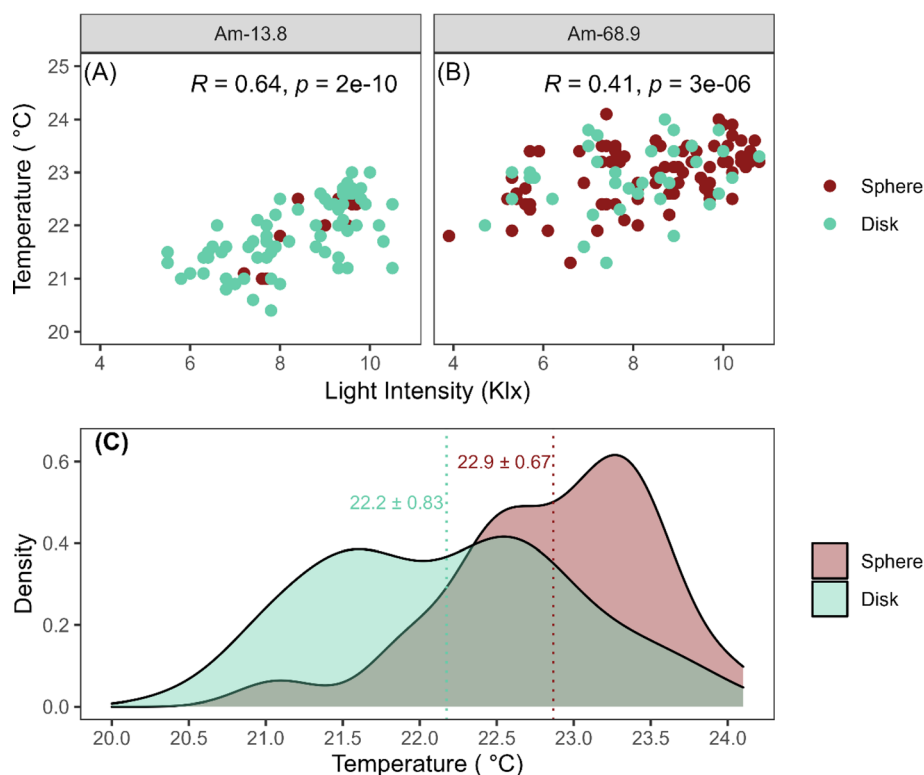 Am-13.8
Am-68.9
(A)
R = 0.64, p = 2e-10
(B)
R = 0.41, p = 3e-06
25
24
23
22
21
20
Temperature ( °C)
4
6
8
10
4
6
8
10
Light Intensity (Klx)
Sphere
Disk
(C)
22.9 ± 0.67
22.2 ± 0.83
0.6
0.4
0.2
0.0
Density
20.0
20.5
21.0
21.5
22.0
22.5
23.0
23.5
24.0
Temperature ( °C)
Sphere
Disk